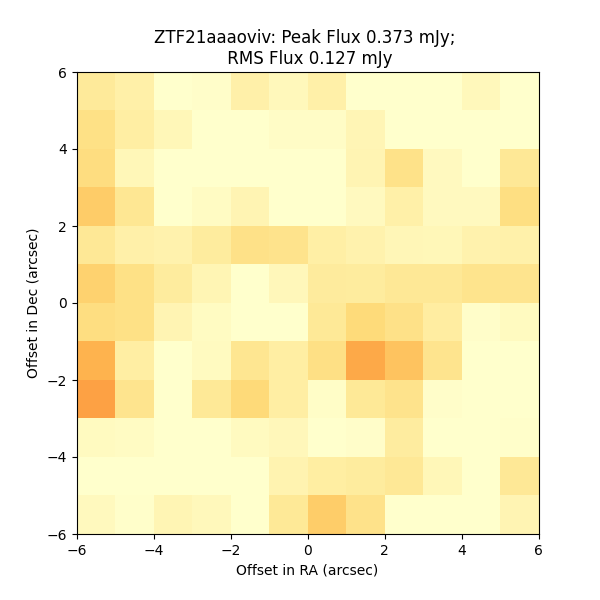 ZTF21aaaoviv: Peak Flux 0.373 mJy;
RMS Flux 0.127 mJy
6
4
2
0
−2
−4
−6
Offset in Dec (arcsec)
−6 −4 −2 0 2 4 6
Offset in RA (arcsec)